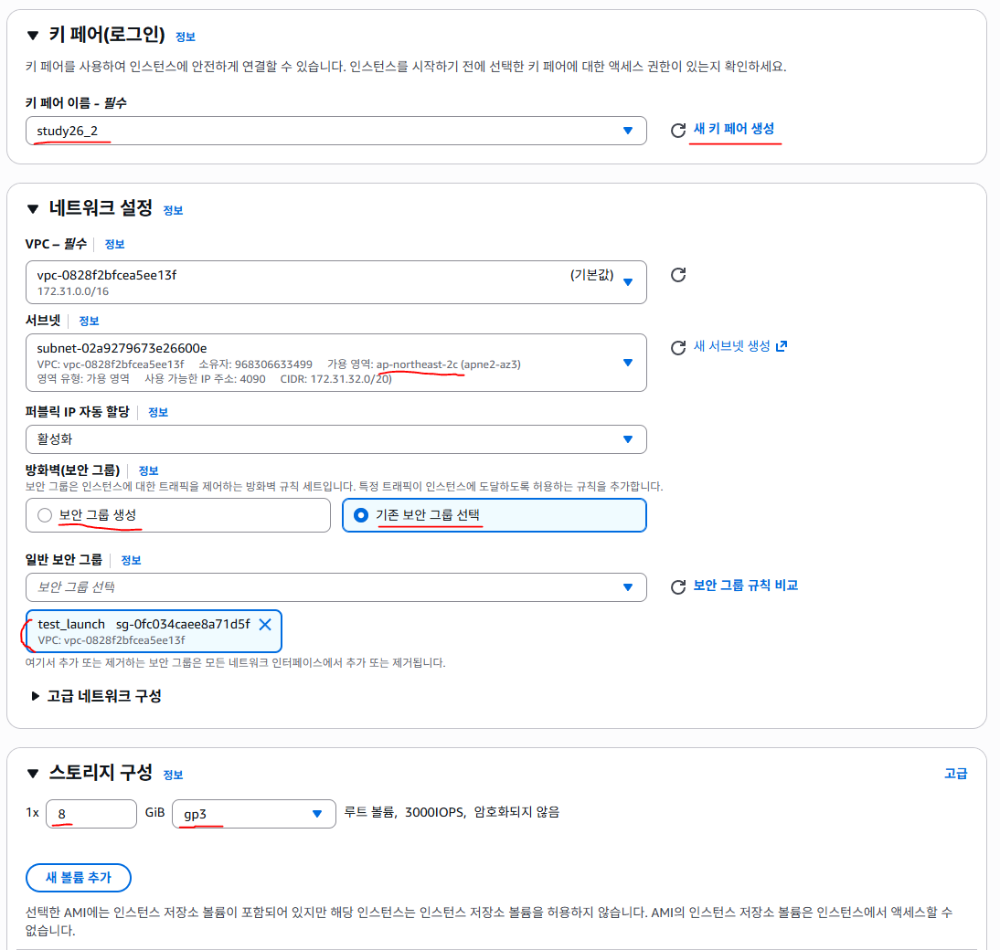 키 페어(로그인) 정보
키 페어를 사용하여 인스턴스에 안전하게 연결할 수 있습니다. 인스턴스를 시작하기 전에 선택한 키 페어에 대한 액세스 권한이 있는지 확인하세요.
키 페어 이름 - 필수
study26_2
새 키 페어 생성
네트워크 설정 정보
VPC – 필수 정보
vpc-0828f2bfcea5ee13f (기본값)
172.31.0.0/16
서브넷 정보
subnet-02a9279673e26600e
VPC: vpc-0828f2bfcea5ee13f 소유자: 968306633499 가용 영역: ap-northeast-2c (apne2-az3)
영역 유형: 가용 영역 사용 가능한 IP 주소: 4090 CIDR: 172.31.32.0/20)
새 서브넷 생성
퍼블릭 IP 자동 할당 정보
활성화
방화벽(보안 그룹) 정보
보안 그룹은 인스턴스에 대한 트래픽을 제어하는 방화벽 규칙 세트입니다. 특정 트래픽이 인스턴스에 도달하도록 허용하는 규칙을 추가합니다.
보안 그룹 생성 기존 보안 그룹 선택
일반 보안 그룹 정보
보안 그룹 선택
보안 그룹 규칙 비교
test_launch sg-0fc034caee8a71d5f
VPC: vpc-0828f2bfcea5ee13f
여기서 추가 또는 제거하는 보안 그룹은 모든 네트워크 인터페이스에서 추가 또는 제거됩니다.
고급 네트워크 구성
스토리지 구성 정보 고급
1x 8 GiB gp3 루트 볼륨, 3000IOPS, 암호화되지 않음
새 볼륨 추가
선택한 AMI에는 인스턴스 저장소 볼륨이 포함되어 있지만 해당 인스턴스는 인스턴스 저장소 볼륨을 허용하지 않습니다. AMI의 인스턴스 저장소 볼륨은 인스턴스에서 액세스할 수
없습니다.